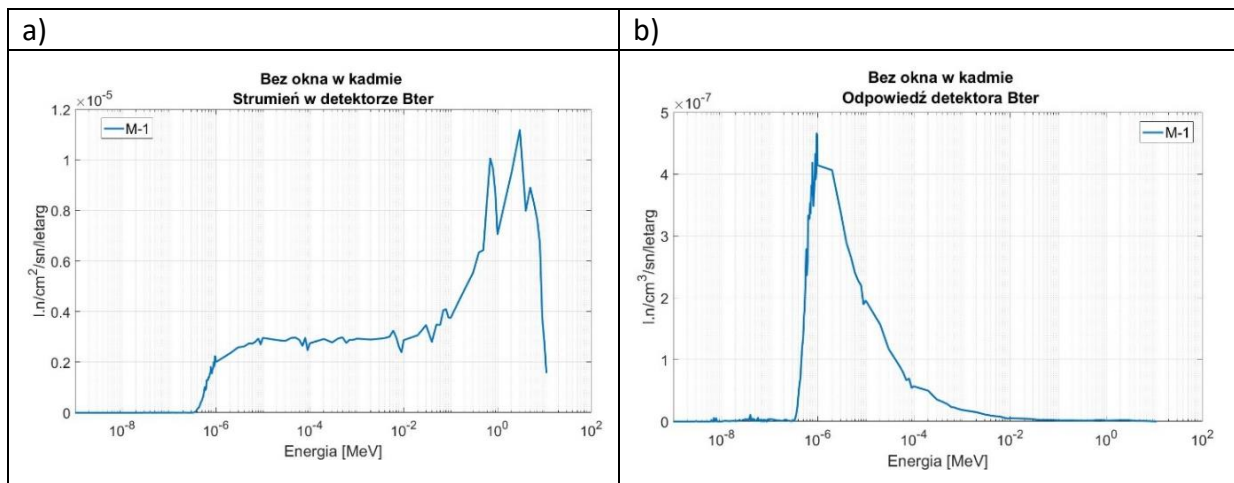 a)
b)
Bez okna w kadmie
Strumień w detektorze Bter
×10⁻⁵
1.2
1
0.8
0.6
0.4
0.2
0
l.n/cm²/sn/letarg
M-1
10⁻⁸
10⁻⁶
10⁻⁴
10⁻²
10⁰
10²
Energia [MeV]
Bez okna w kadmie
Odpowiedź detektora Bter
×10⁻⁷
5
4
3
2
1
0
l.n/cm³/sn/letarg
M-1
10⁻⁸
10⁻⁶
10⁻⁴
10⁻²
10⁰
10²
Energia [MeV]